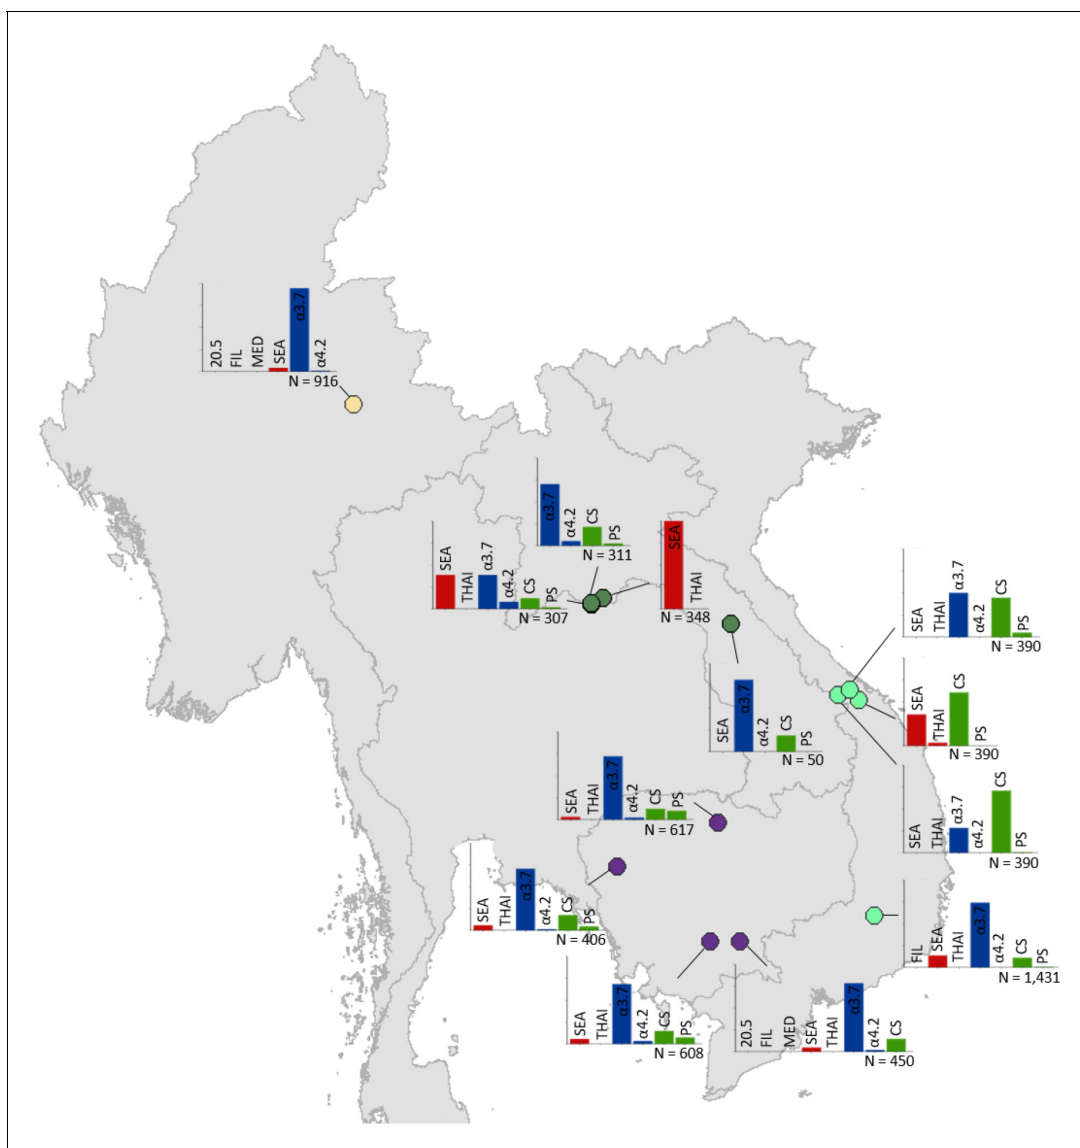 20.5 FIL MED SEA α3.7 α4.2
N = 916
α3.7 α4.2 CS PS
N = 311
SEA THAI α3.7 α4.2 CS PS
N = 307
SEA THAI
N = 348
SEA THAI α3.7 α4.2 CS PS
N = 390
SEA α3.7 α4.2 CS PS
N = 50
SEA THAI CS PS
N = 390
SEA THAI α3.7 α4.2 CS PS
N = 617
SEA THAI α3.7 α4.2 CS PS
N = 390
SEA THAI α3.7 α4.2 CS PS
N = 406
FIL SEA THAI α3.7 α4.2 CS PS
N = 1,431
SEA THAI α3.7 α4.2 CS PS
N = 608
20.5 FIL MED SEA THAI α3.7 α4.2 CS
N = 450